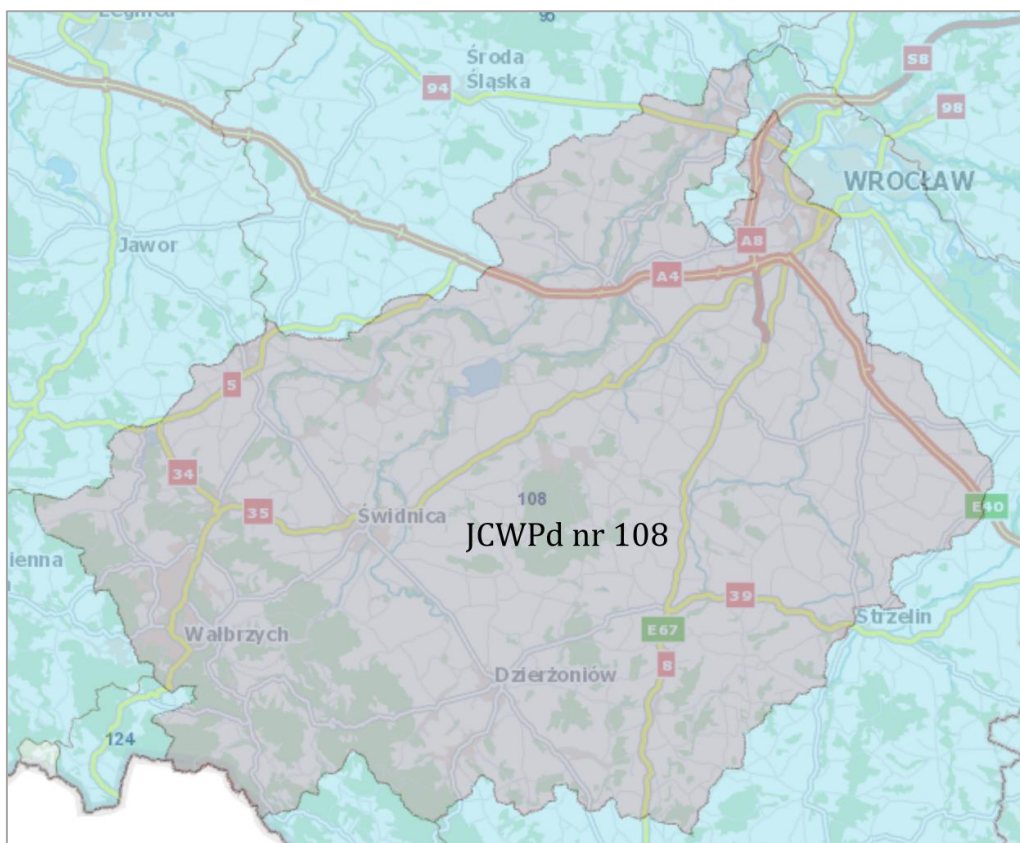 Legnica
95
Środa
Śląska
S8
94
98
WROCŁAW
Jawor
A8
A4
5
34
108
35
Świdnica
JCWPd nr 108
E40
ienna
39
Strzelin
Wałbrzych
E67
8
Dzierżoniów
124